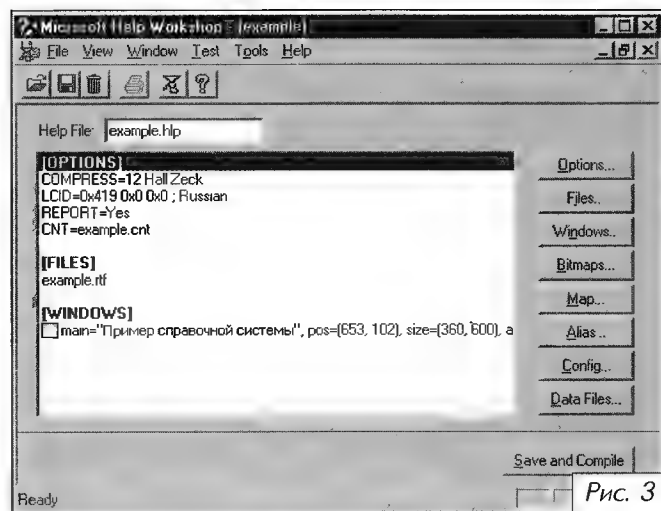 Microsoft Help Workshop - [example]
File View Window Test Tools Help
Help File: example.hlp
[OPTIONS]
COMPRESS=12 Hall Zeck
LCID=0x419 0x0 0x0 ; Russian
REPORT=Yes
CNT=example.cnt
[FILES]
example.rtf
[WINDOWS]
main="Пример справочной системы", pos=(653, 102), size=(360, 600), a
Options...
Files...
Windows..
Bitmaps...
Map...
Alias ..
Config...
Data Files...
Save and Compile
Ready
Рис. 3